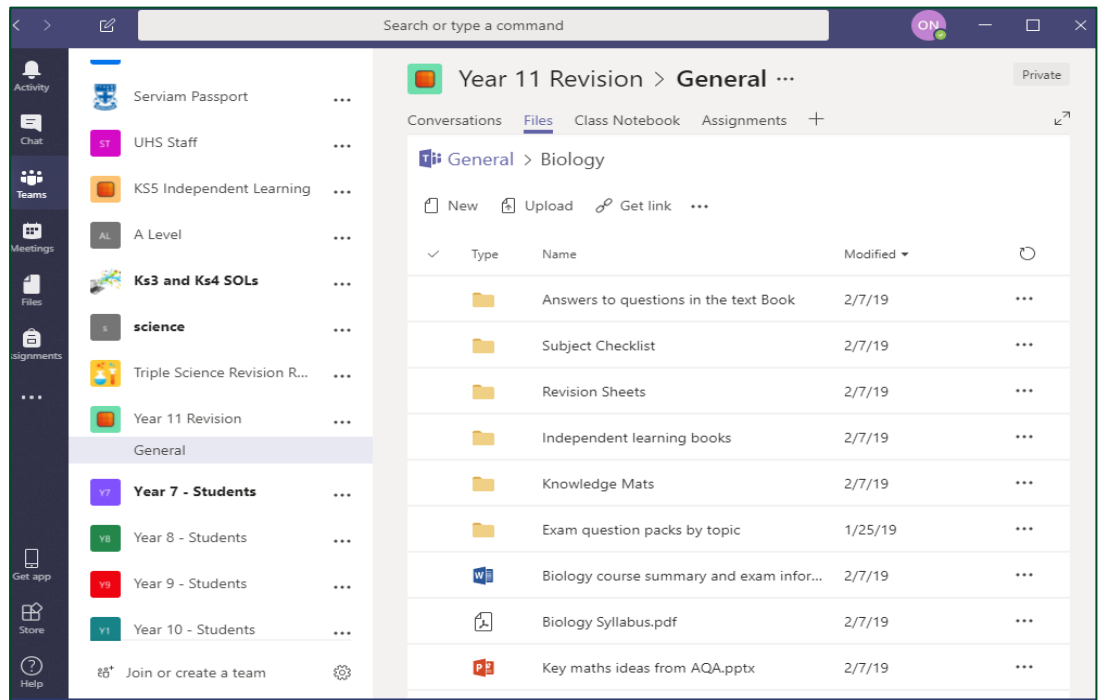 Search or type a command
ON
Activity
Chat
Teams
Meetings
Files
ssignments
Get app
Store
Help
Serviam Passport
ST UHS Staff
KS5 Independent Learning
AL A Level
Ks3 and Ks4 SOLs
s science
Triple Science Revision R...
Year 11 Revision
General
Y7 Year 7 - Students
Y8 Year 8 - Students
Y9 Year 9 - Students
Y1 Year 10 - Students
Join or create a team
Year 11 Revision > General ...
Private
Conversations Files Class Notebook Assignments +
General > Biology
New Upload Get link ...
Type Name Modified
Answers to questions in the text Book 2/7/19
Subject Checklist 2/7/19
Revision Sheets 2/7/19
Independent learning books 2/7/19
Knowledge Mats 2/7/19
Exam question packs by topic 1/25/19
Biology course summary and exam infor... 2/7/19
Biology Syllabus.pdf 2/7/19
Key maths ideas from AQA.pptx 2/7/19